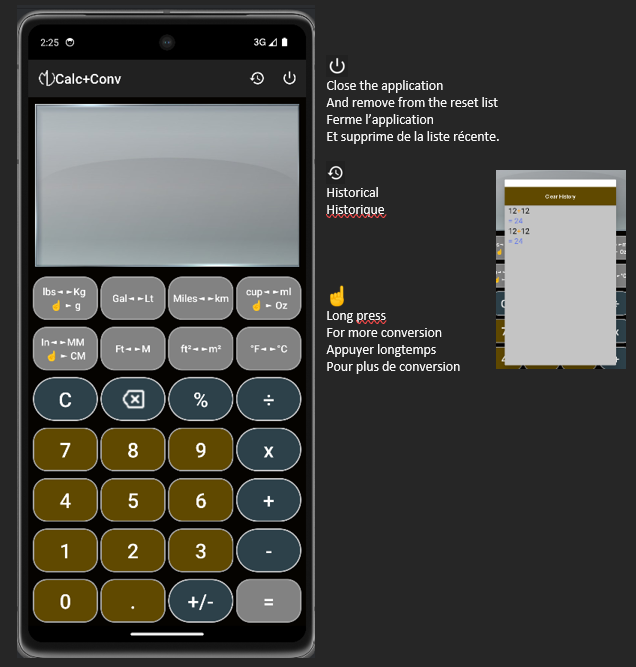 2:25 3G
Calc+Conv
lbs◄ ►Kg
☝ ► g
Gal◄ ►Lt
Miles◄ ►km
cup◄ ►ml
☝ ► Oz
In◄ ►MM
☝ ► CM
Ft◄ ►M
ft²◄ ►m²
°F◄ ►°C
C % ÷
7 8 9 x
4 5 6 +
1 2 3 -
0 . +/- =
Close the application
And remove from the reset list
Ferme l'application
Et supprime de la liste récente.
Historical
Historique
Long press
For more conversion
Appuyer longtemps
Pour plus de conversion
Clear History
12+12
= 24
12+12
= 24